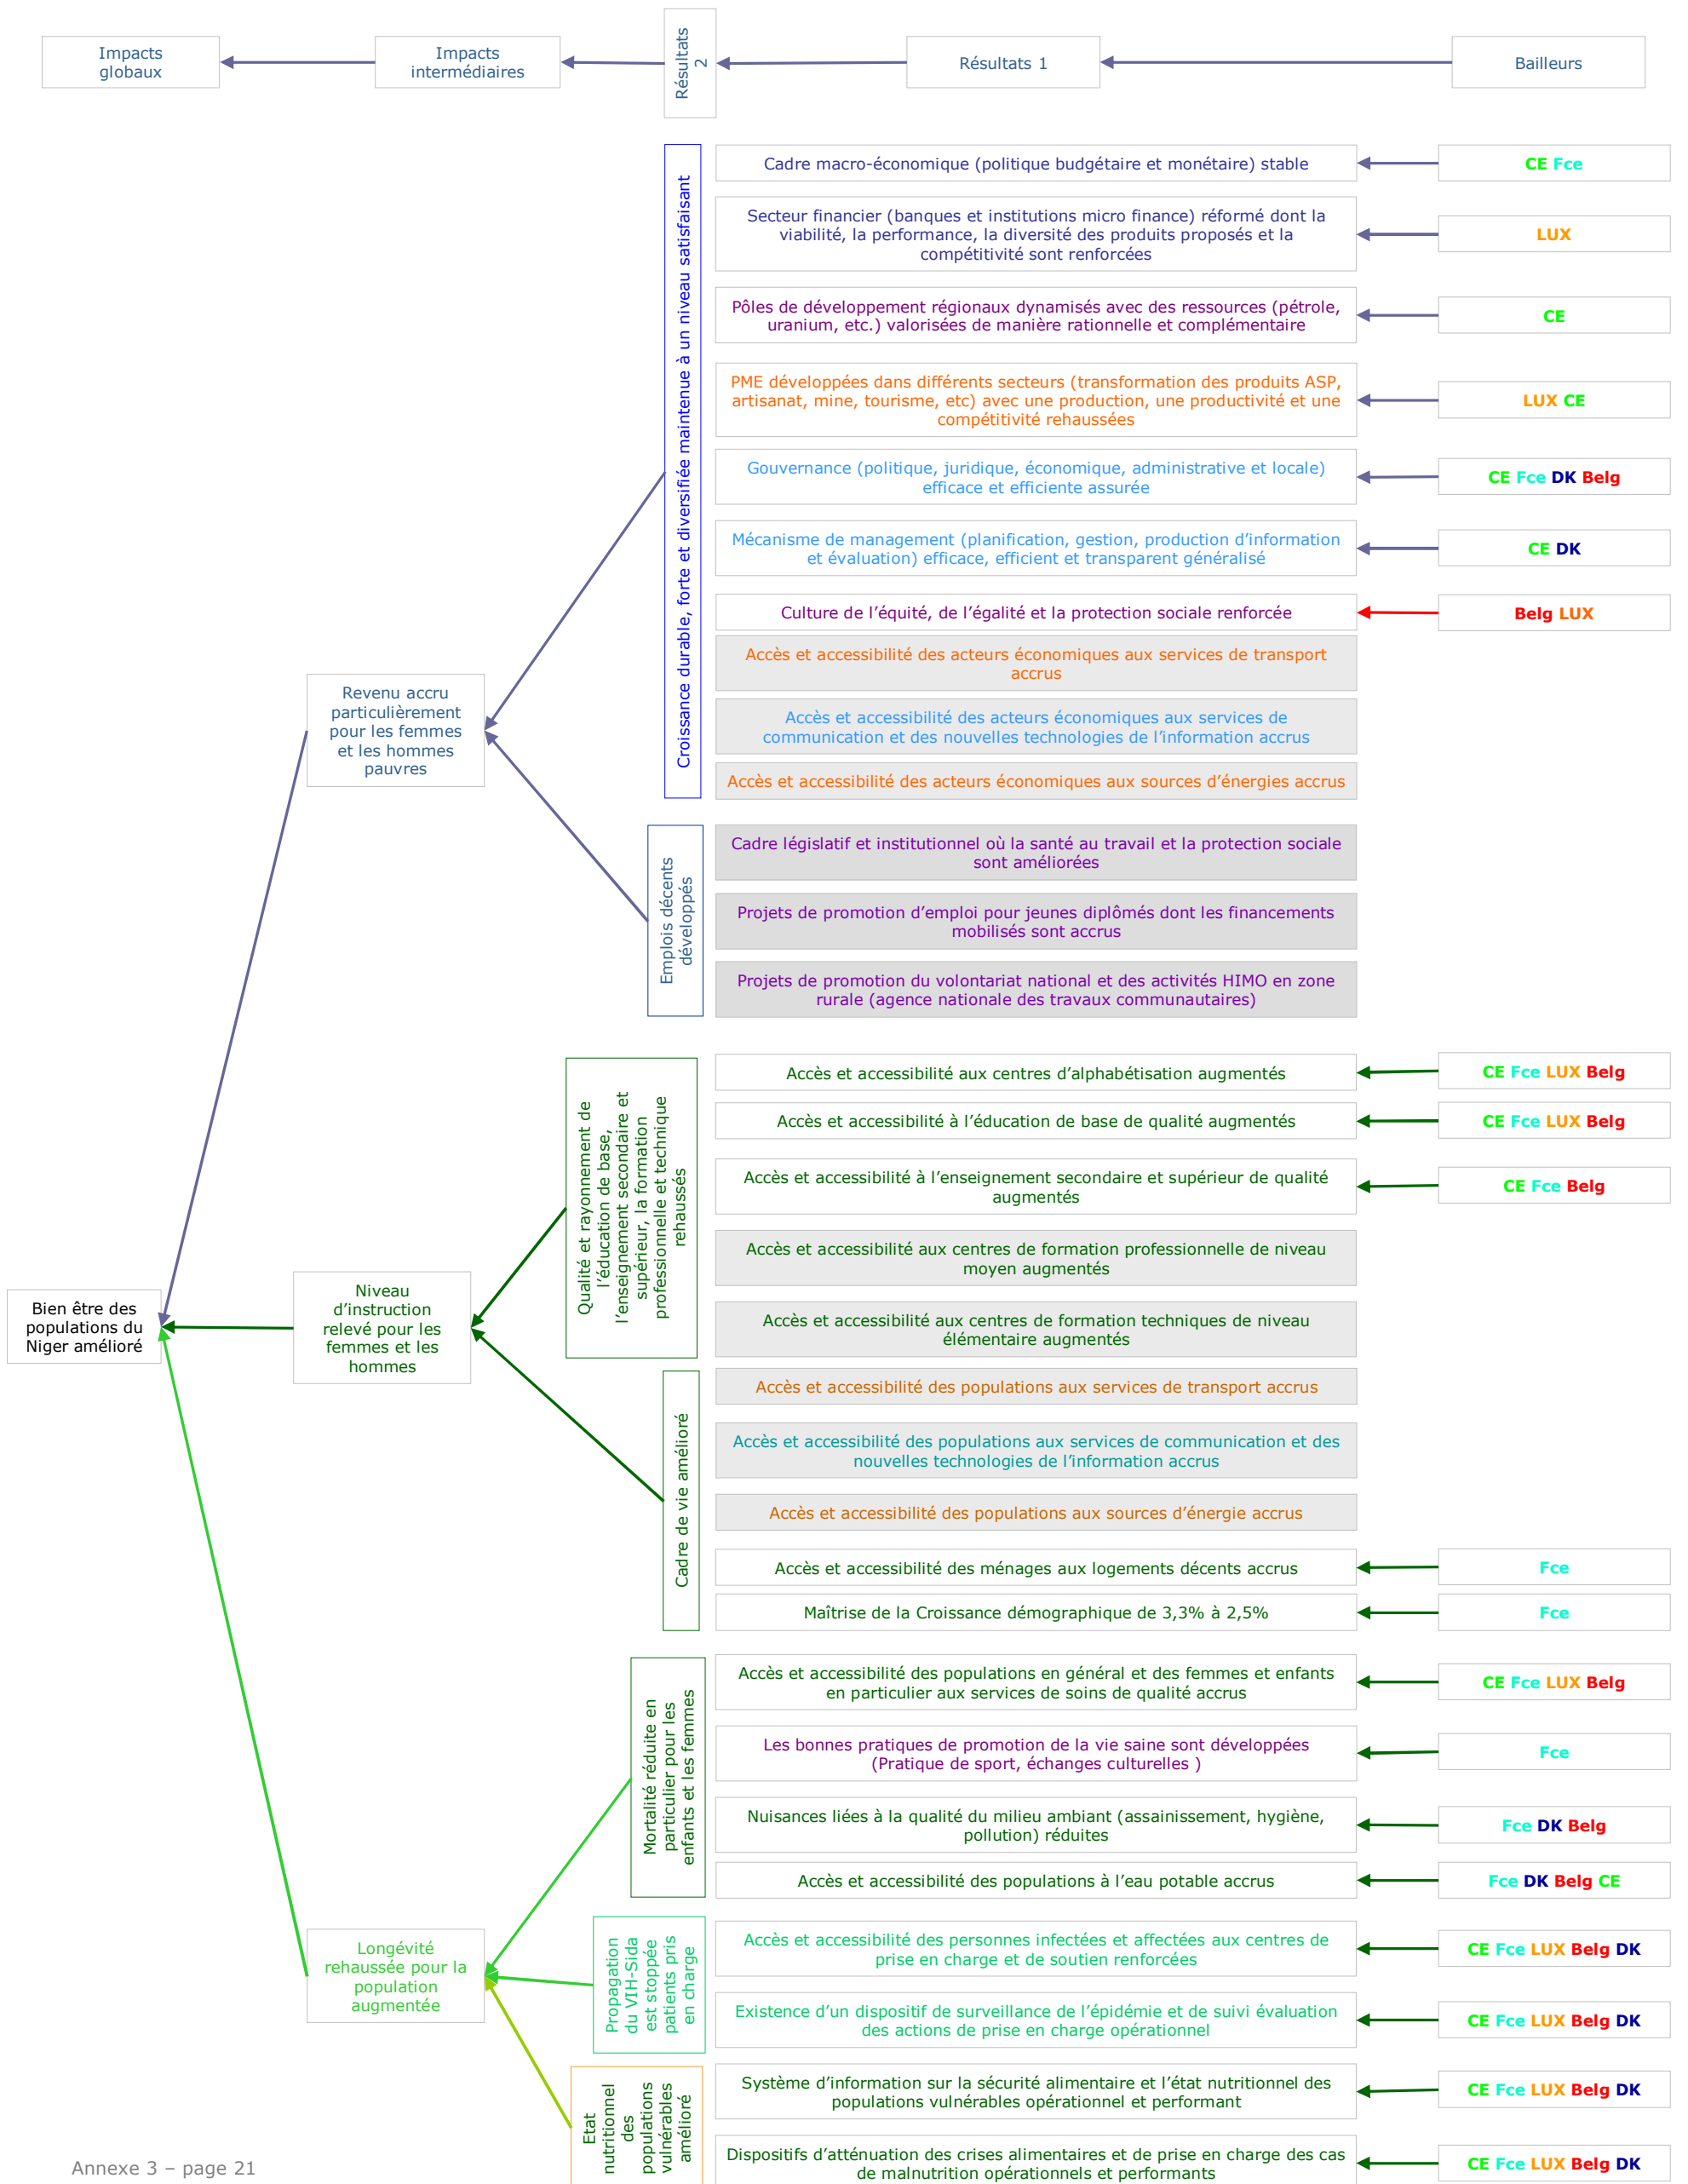 Impacts
globaux
Impacts
intermédiaires
Résultats
2
Résultats 1
Bailleurs
Croissance durable, forte et diversifiée maintenue à un niveau satisfaisant
Cadre macro-économique (politique budgétaire et monétaire) stable
CE Fce
Secteur financier (banques et institutions micro finance) réformé dont la
viabilité, la performance, la diversité des produits proposés et la
compétitivité sont renforcées
LUX
Pôles de développement régionaux dynamisés avec des ressources (pétrole,
uranium, etc.) valorisées de manière rationnelle et complémentaire
CE
PME développées dans différents secteurs (transformation des produits ASP,
artisanat, mine, tourisme, etc) avec une production, une productivité et une
compétitivité rehaussées
LUX CE
Gouvernance (politique, juridique, économique, administrative et locale)
efficace et efficiente assurée
CE Fce DK Belg
Mécanisme de management (planification, gestion, production d’information
et évaluation) efficace, efficient et transparent généralisé
CE DK
Culture de l’équité, de l’égalité et la protection sociale renforcée
Belg LUX
Accès et accessibilité des acteurs économiques aux services de transport
accrus
Accès et accessibilité des acteurs économiques aux services de
communication et des nouvelles technologies de l’information accrus
Accès et accessibilité des acteurs économiques aux sources d’énergies accrus
Revenu accru
particulièrement
pour les femmes
et les hommes
pauvres
Emplois décents
développés
Cadre législatif et institutionnel où la santé au travail et la protection sociale
sont améliorées
Projets de promotion d’emploi pour jeunes diplômés dont les financements
mobilisés sont accrus
Projets de promotion du volontariat national et des activités HIMO en zone
rurale (agence nationale des travaux communautaires)
Qualité et rayonnement de
l’éducation de base,
l’enseignement secondaire et
supérieur, la formation
professionnelle et technique
rehaussés
Accès et accessibilité aux centres d’alphabétisation augmentés
CE Fce LUX Belg
Accès et accessibilité à l’éducation de base de qualité augmentés
CE Fce LUX Belg
Accès et accessibilité à l’enseignement secondaire et supérieur de qualité
augmentés
CE Fce Belg
Accès et accessibilité aux centres de formation professionnelle de niveau
moyen augmentés
Accès et accessibilité aux centres de formation techniques de niveau
élémentaire augmentés
Bien être des
populations du
Niger amélioré
Niveau
d’instruction
relevé pour les
femmes et les
hommes
Cadre de vie amélioré
Accès et accessibilité des populations aux services de transport accrus
Accès et accessibilité des populations aux services de communication et des
nouvelles technologies de l’information accrus
Accès et accessibilité des populations aux sources d’énergie accrus
Accès et accessibilité des ménages aux logements décents accrus
Fce
Maîtrise de la Croissance démographique de 3,3% à 2,5%
Fce
Mortalité réduite en
particulier pour les
enfants et les femmes
Accès et accessibilité des populations en général et des femmes et enfants
en particulier aux services de soins de qualité accrus
CE Fce LUX Belg
Les bonnes pratiques de promotion de la vie saine sont développées
(Pratique de sport, échanges culturelles )
Fce
Nuisances liées à la qualité du milieu ambiant (assainissement, hygiène,
pollution) réduites
Fce DK Belg
Accès et accessibilité des populations à l’eau potable accrus
Fce DK Belg CE
Longévité
rehaussée pour la
population
augmentée
Propagation
du VIH-Sida
est stoppée
patients pris
en charge
Accès et accessibilité des personnes infectées et affectées aux centres de
prise en charge et de soutien renforcées
CE Fce LUX Belg DK
Existence d’un dispositif de surveillance de l’épidémie et de suivi évaluation
des actions de prise en charge opérationnel
CE Fce LUX Belg DK
Etat
nutritionnel
des
populations
vulnérables
amélioré
Système d’information sur la sécurité alimentaire et l’état nutritionnel des
populations vulnérables opérationnel et performant
CE Fce LUX Belg DK
Dispositifs d’atténuation des crises alimentaires et de prise en charge des cas
de malnutrition opérationnels et performants
CE Fce LUX Belg DK
Annexe 3 – page 21